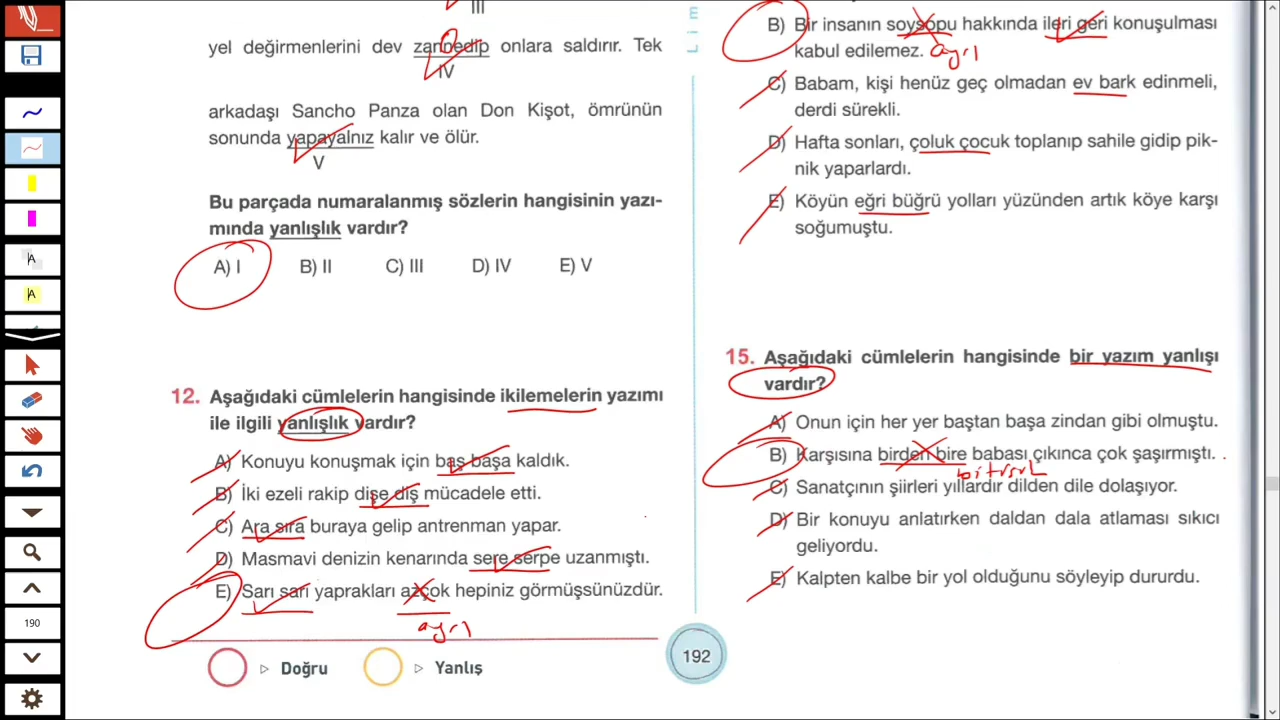 III
yel değirmenlerini dev zannedip onlara saldırır. Tek
IV
arkadaşı Sancho Panza olan Don Kişot, ömrünün
sonunda yapayalnız kalır ve ölür.
V
Bu parçada numaralanmış sözlerin hangisinin yazı-
mında yanlışlık vardır?
A) I B) II C) III D) IV E) V
12. Aşağıdaki cümlelerin hangisinde ikilemelerin yazımı
ile ilgili yanlışlık vardır?
A) Konuyu konuşmak için baş başa kaldık.
B) İki ezeli rakip dişe diş mücadele etti.
C) Ara sıra buraya gelip antrenman yapar.
D) Masmavi denizin kenarında sere serpe uzanmıştı.
E) Sarı sarı yaprakları azçok hepiniz görmüşsünüzdür.
ayrı
Doğru
Yanlış
192
Lim
B) Bir insanın soysopu hakkında ileri geri konuşulması
kabul edilemez. ayrı
C) Babam, kişi henüz geç olmadan ev bark edinmeli,
derdi sürekli.
D) Hafta sonları, çoluk çocuk toplanıp sahile gidip pik-
nik yaparlardı.
E) Köyün eğri büğrü yolları yüzünden artık köye karşı
soğumuştu.
15. Aşağıdaki cümlelerin hangisinde bir yazım yanlışı
vardır?
A) Onun için her yer baştan başa zindan gibi olmuştu.
B) Karşısına birden bire babası çıkınca çok şaşırmıştı. .
C) Sanatçının şiirleri yıllardır dilden dile dolaşıyor.
D) Bir konuyu anlatırken daldan dala atlaması sıkıcı
geliyordu.
E) Kalpten kalbe bir yol olduğunu söyleyip dururdu.
A
A
190